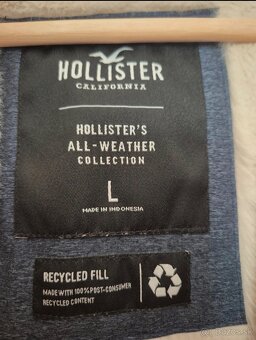 HOLLISTER
CALIFORNIA
HOLLISTER'S
ALL-WEATHER
COLLECTION
L
MADE IN INDONESIA
RECYCLED FILL
MADE WITH 100% POST-CONSUMER
RECYCLED CONTENT